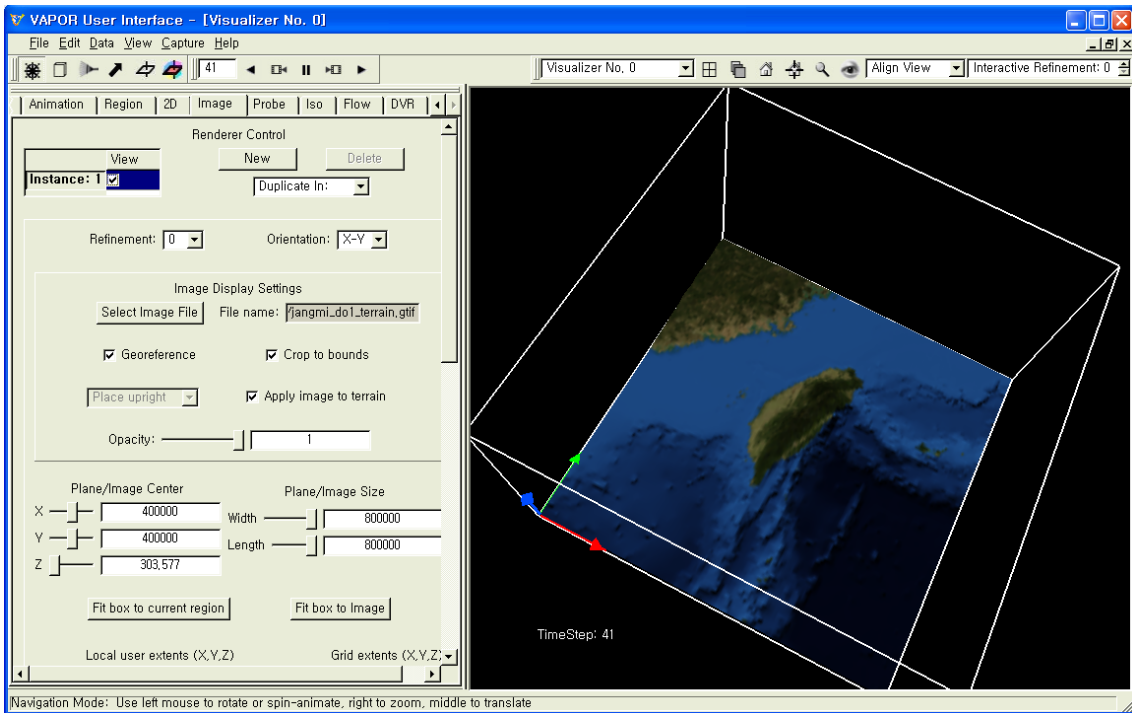 VAPOR User Interface - [Visualizer No. 0]
File Edit Data View Capture Help
41 Visualizer No. 0 Align View Interactive Refinement: 0
Animation Region 2D Image Probe Iso Flow DVR
Renderer Control
View New Delete
Instance: 1
Duplicate In:
Refinement: 0 Orientation: X-Y
Image Display Settings
Select Image File File name: /jangmi_do1_terrain.gtif
Georeference Crop to bounds
Place upright Apply image to terrain
Opacity: 1
Plane/Image Center Plane/Image Size
X 400000 Width 800000
Y 400000 Length 800000
Z 303.577
Fit box to current region Fit box to Image
Local user extents (X,Y,Z) Grid extents (X,Y,Z)
TimeStep: 41
Navigation Mode: Use left mouse to rotate or spin-animate, right to zoom, middle to translate